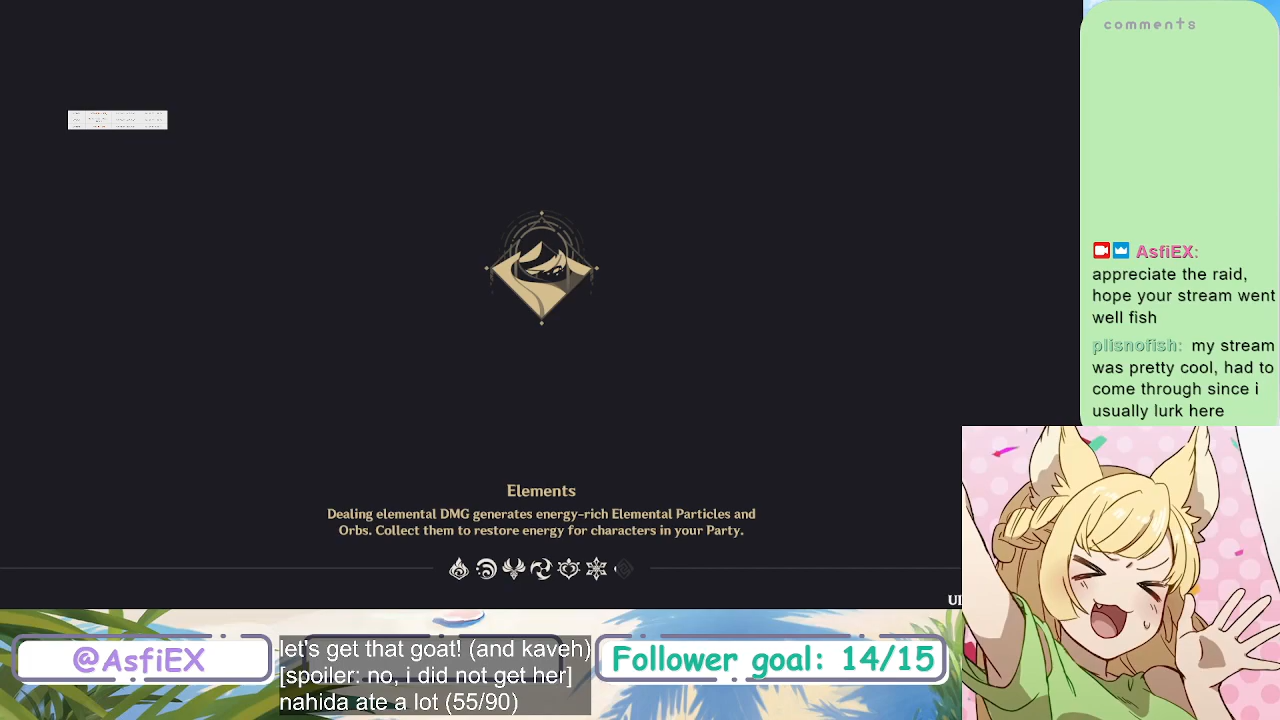 comments
AsfiEX:
appreciate the raid,
hope your stream went
well fish
plisnofish: my stream
was pretty cool, had to
come through since i
usually lurk here
Elements
Dealing elemental DMG generates energy-rich Elemental Particles and
Orbs. Collect them to restore energy for characters in your Party.
@AsfiEX
let's get that goat! (and kaveh)
[spoiler: no, i did not get her]
nahida ate a lot (55/90)
Follower goal: 14/15